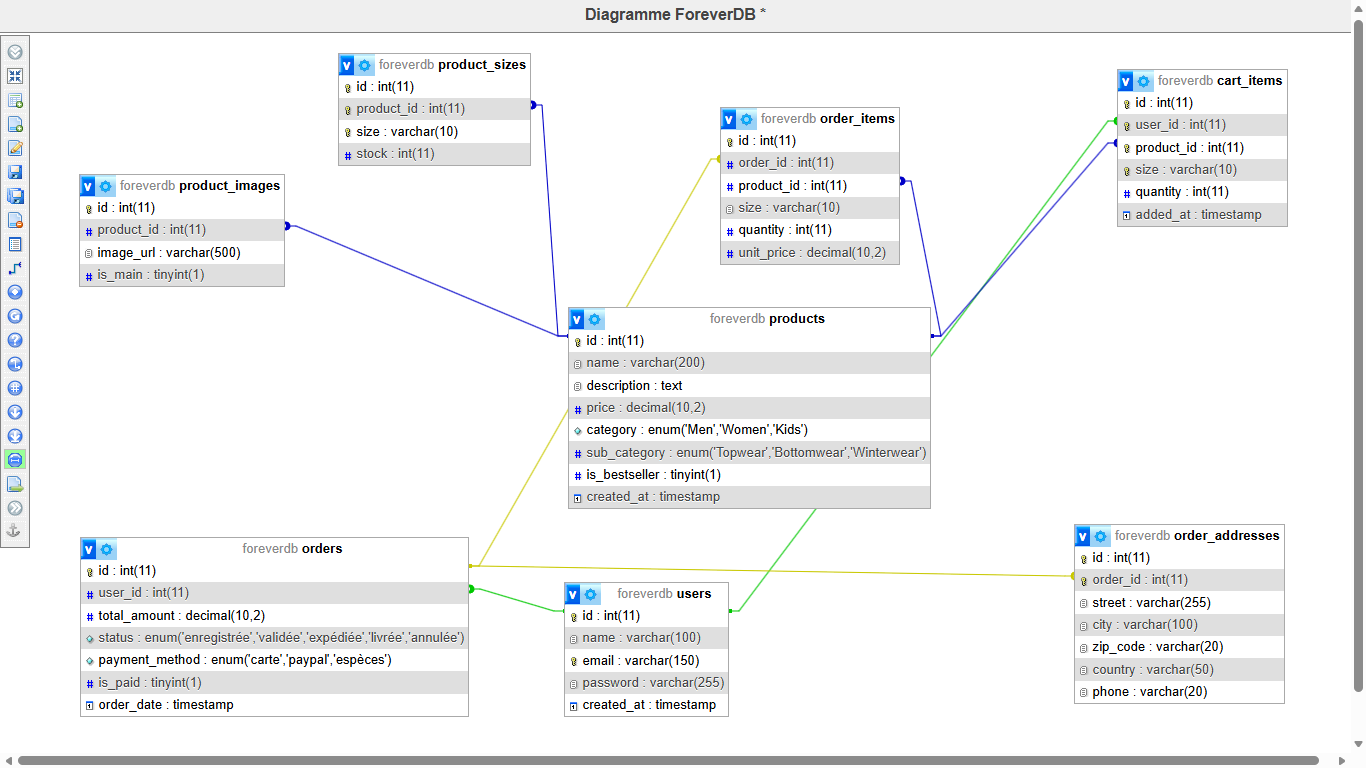 Diagramme ForeverDB *
foreverdb product_sizes
id : int(11)
product_id : int(11)
size : varchar(10)
stock : int(11)
foreverdb cart_items
id : int(11)
user_id : int(11)
product_id : int(11)
size : varchar(10)
quantity : int(11)
added_at : timestamp
foreverdb order_items
id : int(11)
order_id : int(11)
product_id : int(11)
size : varchar(10)
quantity : int(11)
unit_price : decimal(10,2)
foreverdb product_images
id : int(11)
product_id : int(11)
image_url : varchar(500)
is_main : tinyint(1)
foreverdb products
id : int(11)
name : varchar(200)
description : text
price : decimal(10,2)
category : enum('Men','Women','Kids')
sub_category : enum('Topwear','Bottomwear','Winterwear')
is_bestseller : tinyint(1)
created_at : timestamp
foreverdb orders
id : int(11)
user_id : int(11)
total_amount : decimal(10,2)
status : enum('enregistrée','validée','expédiée','livrée','annulée')
payment_method : enum('carte','paypal','espèces')
is_paid : tinyint(1)
order_date : timestamp
foreverdb users
id : int(11)
name : varchar(100)
email : varchar(150)
password : varchar(255)
created_at : timestamp
foreverdb order_addresses
id : int(11)
order_id : int(11)
street : varchar(255)
city : varchar(100)
zip_code : varchar(20)
country : varchar(50)
phone : varchar(20)